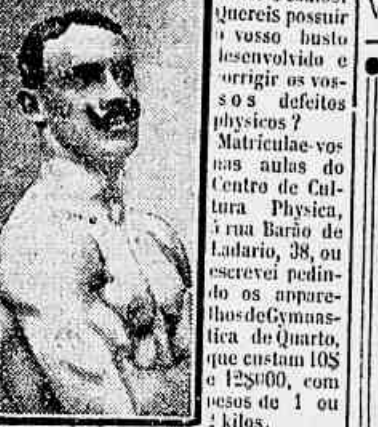 Quereis possuir
o vosso busto
desenvolvido e
corrigir os vos-
sos defeitos
physicos?
Matriculae-vos
nas aulas do
Centro de Cul-
tura Physica,
á rua Barão de
Ladario, 38, ou
escrevei pedin-
do os appare-
lhos de Gymnas-
tica de Quarto,
que custam 10$
e 12$000, com
pesos de 1 ou
2 kilos.